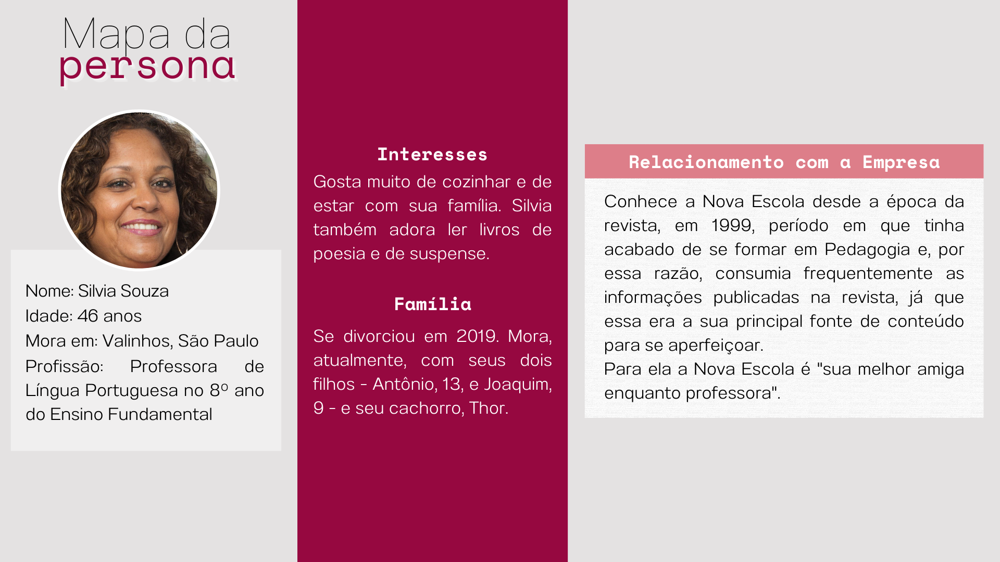 Mapa da
persona
Nome: Silvia Souza
Idade: 46 anos
Mora em: Valinhos, São Paulo
Profissão: Professora de
Língua Portuguesa no 8º ano
do Ensino Fundamental
Interesses
Gosta muito de cozinhar e de
estar com sua família. Silvia
também adora ler livros de
poesia e de suspense.
Família
Se divorciou em 2019. Mora,
atualmente, com seus dois
filhos - Antônio, 13, e Joaquim,
9 - e seu cachorro, Thor.
Relacionamento com a Empresa
Conhece a Nova Escola desde a época da
revista, em 1999, período em que tinha
acabado de se formar em Pedagogia e, por
essa razão, consumia frequentemente as
informações publicadas na revista, já que
essa era a sua principal fonte de conteúdo
para se aperfeiçoar.
Para ela a Nova Escola é "sua melhor amiga
enquanto professora".